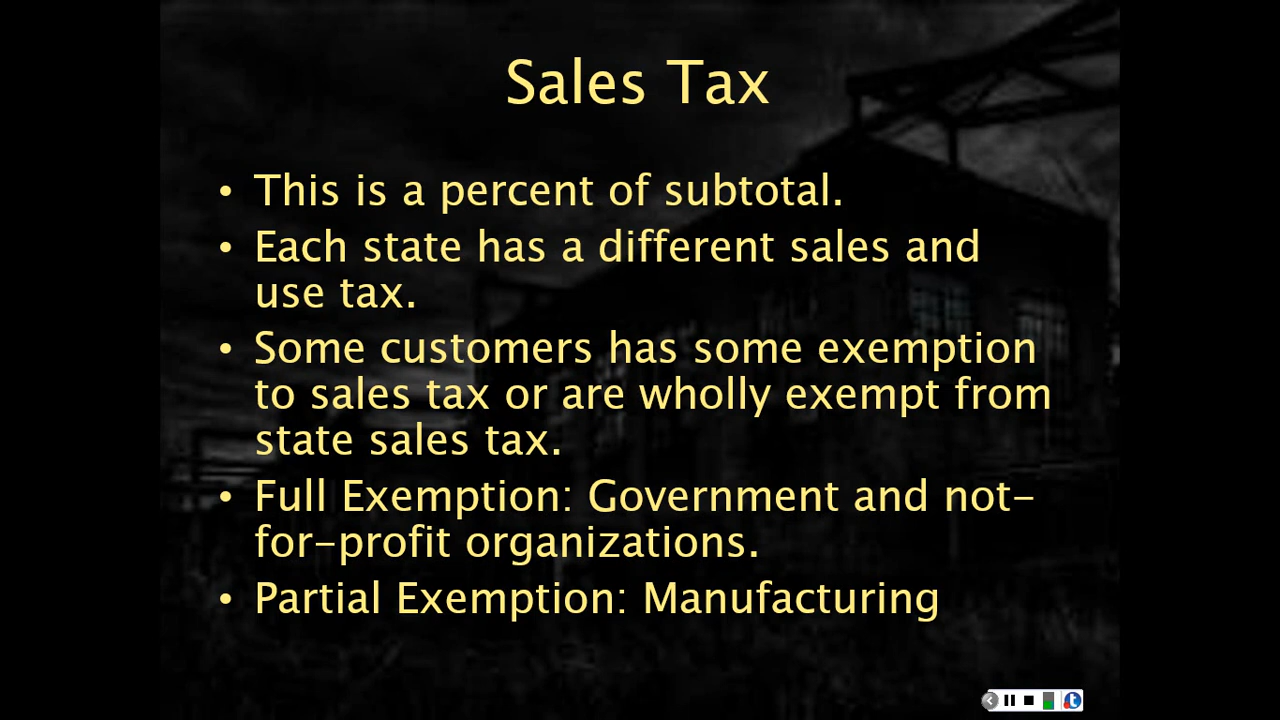 Sales Tax
• This is a percent of subtotal.
• Each state has a different sales and
use tax.
• Some customers has some exemption
to sales tax or are wholly exempt from
state sales tax.
• Full Exemption: Government and not-
for-profit organizations.
• Partial Exemption: Manufacturing